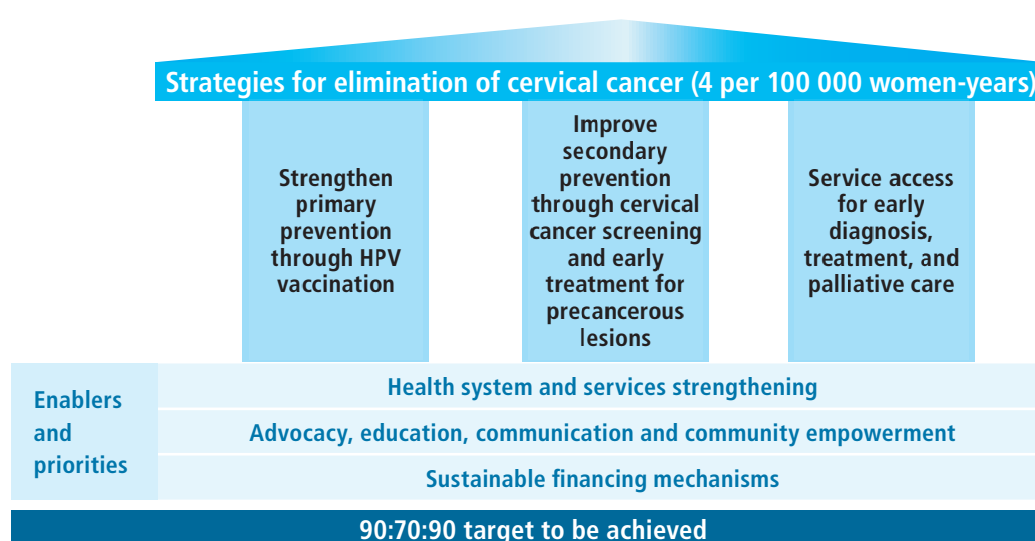 Strategies for elimination of cervical cancer (4 per 100 000 women-years)
Strengthen
primary
prevention
through HPV
vaccination
Improve
secondary
prevention
through cervical
cancer screening
and early
treatment for
precancerous
lesions
Service access
for early
diagnosis,
treatment, and
palliative care
Enablers
and
priorities
Health system and services strengthening
Advocacy, education, communication and community empowerment
Sustainable financing mechanisms
90:70:90 target to be achieved